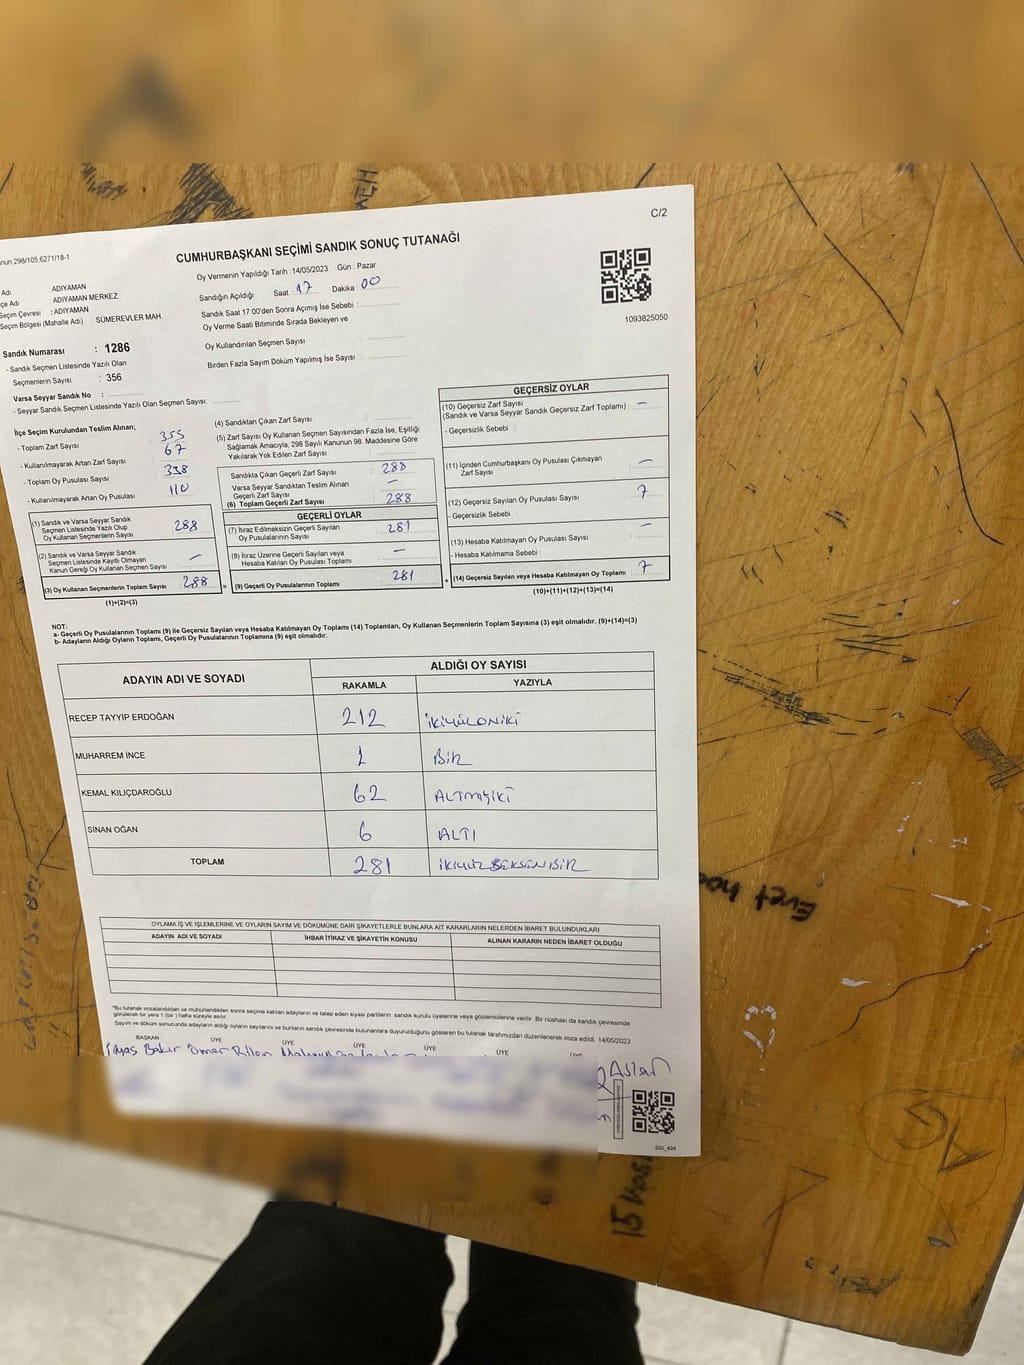 C/2
298/105;6271/18-1
CUMHURBAŞKANI SEÇİMİ SANDIK SONUÇ TUTANAĞI
Adı ADIYAMAN
Adı : ADIYAMAN MERKEZ
Seçim Çevresi : ADIYAMAN
Seçim Bölgesi (Mahalle Adı) : SÜMEREVLER MAH.
Sandık Numarası : 1286
- Sandık Seçmen Listesinde Yazılı Olan
Seçmenlerin Sayısı : 356
Varsa Seyyar Sandık No :
- Seyyar Sandık Seçmen Listesinde Yazılı Olan Seçmen Sayısı:
Oy Vermenin Yapıldığı Tarih : 14/05/2023 Gün : Pazar
Sandığın Açıldığı Saat : 17 Dakika : 00
Sandık Saat 17:00'den Sonra Açmış İse Sebebi :
Oy Verme Saati Bitiminde Sırada Bekleyen ve
Oy Kullandırılan Seçmen Sayısı
Birden Fazla Sayım Döküm Yapılmış İse Sayısı :
1093825050
İlçe Seçim Kurulundan Teslim Alınan;
- Toplam Zarf Sayısı : 355
- Kullanılmayarak Artan Zarf Sayısı : 67
- Toplam Oy Pusulası Sayısı : 338
- Kullanılmayarak Artan Oy Pusulası : 110
(1) Sandık ve Varsa Seyyar Sandık
Seçmen Listesinde Yazılı Olup
Oy Kullanan Seçmenlerin Sayısı 288
(2) Sandık ve Varsa Seyyar Sandık
Seçmen Listesinde Kayıtlı Olmayan
Kanun Gereği Oy Kullanan Seçmen Sayısı –
(3) Oy Kullanan Seçmenlerin Toplam Sayısı 288
(1)+(2)=(3)
(4) Sandıktan Çıkan Zarf Sayısı
(5) Zarf Sayısı Oy Kullanan Seçmen Sayısından Fazla İse, Eşitliği
Sağlamak Amacıyla, 298 Sayılı Kanunun 98. Maddesine Göre
Yakılarak Yok Edilen Zarf Sayısı :
Sandıkta Çıkan Geçerli Zarf Sayısı : 288
Varsa Seyyar Sandıktan Teslim Alınan
Geçerli Zarf Sayısı : –
(6) Toplam Geçerli Zarf Sayısı : 288
GEÇERLİ OYLAR
(7) İtiraz Edilmeksizin Geçerli Sayılan
Oy Pusulalarının Sayısı : 281
(8) İtiraz Üzerine Geçerli Sayılan veya
Hesaba Katılan Oy Pusulası Toplamı : –
= (9) Geçerli Oy Pusulalarının Toplamı 281
GEÇERSİZ OYLAR
(10) Geçersiz Zarf Sayısı
(Sandık ve Varsa Seyyar Sandık Geçersiz Zarf Toplamı) : –
- Geçersizlik Sebebi :
(11) İçinden Cumhurbaşkanı Oy Pusulası Çıkmayan
Zarf Sayısı : –
(12) Geçersiz Sayılan Oy Pusulası Sayısı : 7
- Geçersizlik Sebebi :
(13) Hesaba Katılmayan Oy Pusulası Sayısı : –
- Hesaba Katılmama Sebebi :
+ (14) Geçersiz Sayılan veya Hesaba Katılmayan Oy Toplamı : 7
(10)+(11)+(12)+(13)=(14)
NOT:
a- Geçerli Oy Pusulalarının Toplamı (9) ile Geçersiz Sayılan veya Hesaba Katılmayan Oy Toplamı (14) Toplamları, Oy Kullanan Seçmenlerin Toplam Sayısına (3) eşit olmalıdır. (9)+(14)=(3)
b- Adayların Aldığı Oyların Toplamı, Geçerli Oy Pusulalarının Toplamına (9) eşit olmalıdır.
ADAYIN ADI VE SOYADI ALDIĞI OY SAYISI
RAKAMLA YAZIYLA
RECEP TAYYİP ERDOĞAN 212 İKİYÜZONİKİ
MUHARREM İNCE 1 BİR
KEMAL KILIÇDAROĞLU 62 ALTMIŞİKİ
SİNAN OĞAN 6 ALTI
TOPLAM 281 İKİYÜZSEKSENBİR
OYLAMA İŞ VE İŞLEMLERİNE VE OYLARIN SAYIM VE DÖKÜMÜNE DAİR ŞİKAYETLERLE BUNLARA AİT KARARLARIN NELERDEN İBARET BULUNDUKLARI
ADAYIN ADI VE SOYADI İHBAR İTİRAZ VE ŞİKAYETİN KONUSU ALINAN KARARIN NEDEN İBARET OLDUĞU
"Bu tutanak imzalandıktan ve mühürlendikten sonra seçime katılan adayların ve talep eden siyasi partilerin sandık kurulu üyelerine veya gözlemcilerine verilir. Bir nüshası da sandık çevresinde
görülecek bir yere 1 (bir) hafta süreyle asılır.
Sayım ve döküm sonucunda adayların aldığı oyların sayılarını ve bunların sandık çevresinde bulunanlara duyurulduğunu gösteren bu tutanak tarafımızdan düzenlenerek imza edildi. 14/05/2023
BAŞKAN ÜYE ÜYE ÜYE ÜYE ÜYE ÜYE
Bakır Ömer
Aslan
Evet
15